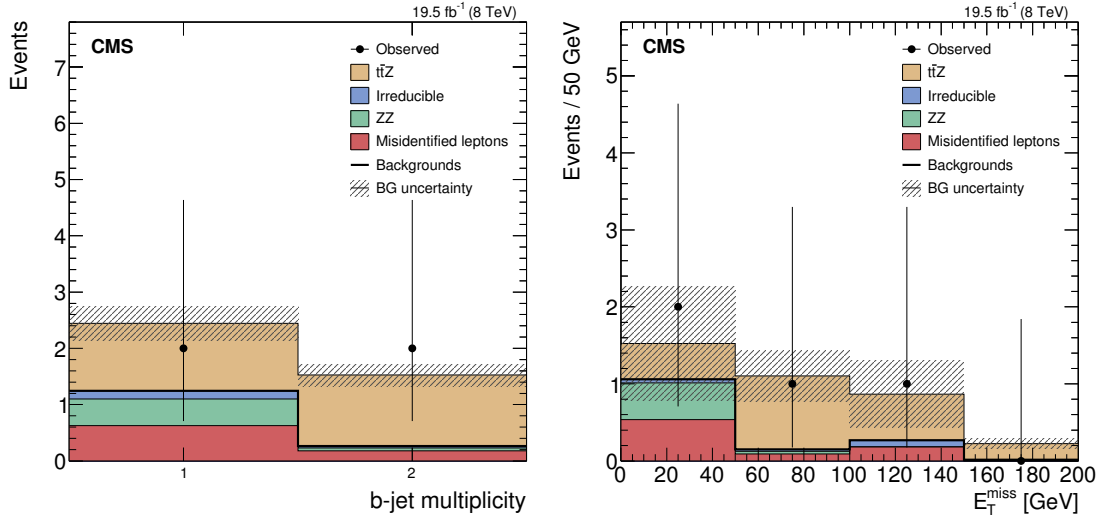 19.5 fb⁻¹ (8 TeV)
CMS
Events
Observed
tt̄Z
Irreducible
ZZ
Misidentified leptons
Backgrounds
BG uncertainty
7
6
5
4
3
2
1
0
1
2
b-jet multiplicity
19.5 fb⁻¹ (8 TeV)
CMS
Events / 50 GeV
Observed
tt̄Z
Irreducible
ZZ
Misidentified leptons
Backgrounds
BG uncertainty
5
4
3
2
1
0
0 20 40 60 80 100 120 140 160 180 200
E_T^miss [GeV]